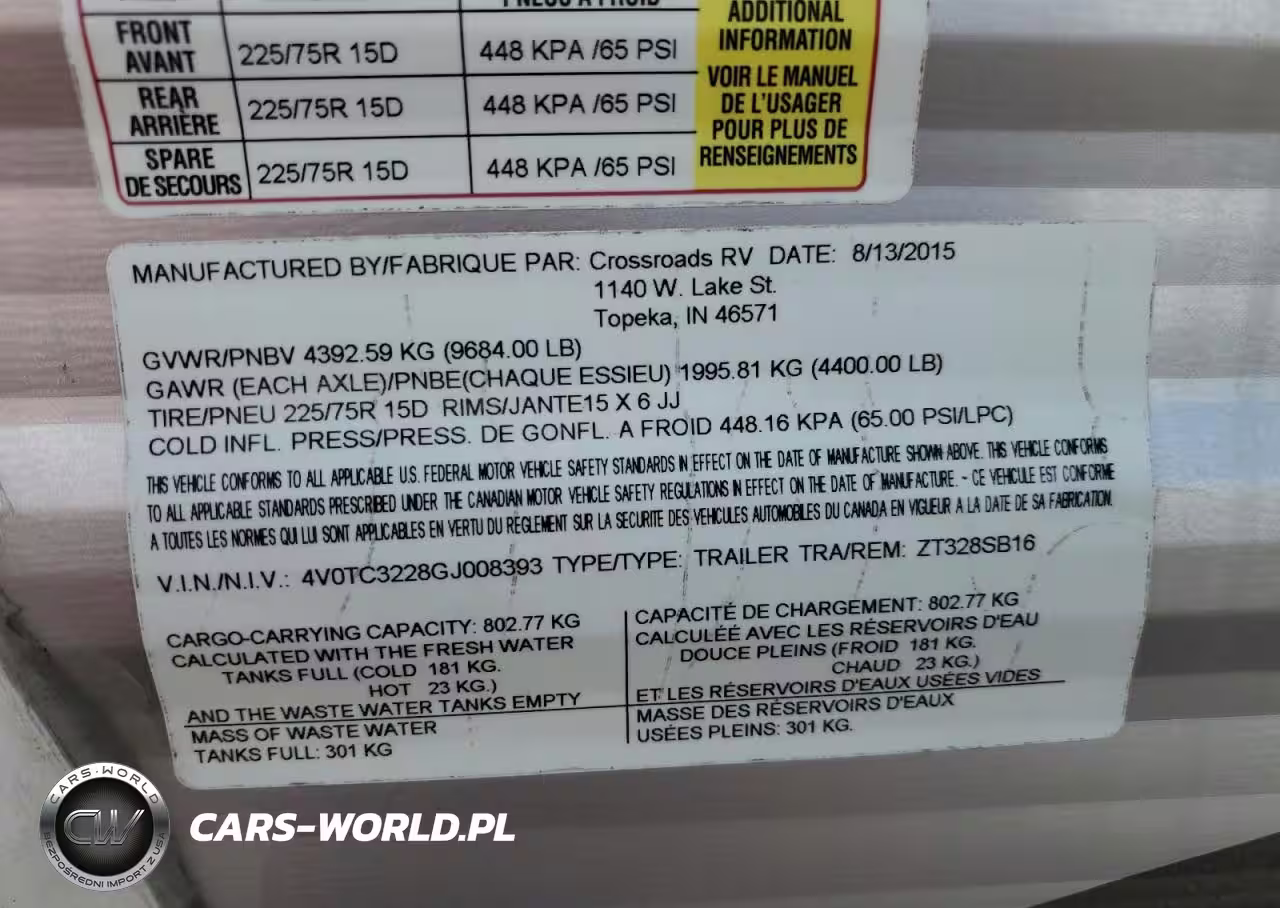 ADDITIONAL
INFORMATION
VOIR LE MANUEL
DE L'USAGER
POUR PLUS DE
RENSEIGNEMENTS
PNEUS A FROID
FRONT
AVANT 225/75R 15D 448 KPA /65 PSI
REAR
ARRIÈRE 225/75R 15D 448 KPA /65 PSI
SPARE
DE SECOURS 225/75R 15D 448 KPA /65 PSI
MANUFACTURED BY/FABRIQUE PAR: Crossroads RV DATE: 8/13/2015
1140 W. Lake St.
Topeka, IN 46571
GVWR/PNBV 4392.59 KG (9684.00 LB)
GAWR (EACH AXLE)/PNBE(CHAQUE ESSIEU) 1995.81 KG (4400.00 LB)
TIRE/PNEU 225/75R 15D RIMS/JANTE15 X 6 JJ
COLD INFL. PRESS/PRESS. DE GONFL. A FROID 448.16 KPA (65.00 PSI/LPC)
THIS VEHICLE CONFORMS TO ALL APPLICABLE U.S. FEDERAL MOTOR VEHICLE SAFETY STANDARDS IN EFFECT ON THE DATE OF MANUFACTURE SHOWN ABOVE. THIS VEHICLE CONFORMS
TO ALL APPLICABLE STANDARDS PRESCRIBED UNDER THE CANADIAN MOTOR VEHICLE SAFETY REGULATIONS IN EFFECT ON THE DATE OF MANUFACTURE. - CE VEHICULE EST CONFORME
A TOUTES LES NORMES QUI LUI SONT APPLICABLES EN VERTU DU REGLEMENT SUR LA SECURITE DES VEHICULES AUTOMOBILES DU CANADA EN VIGUEUR A LA DATE DE SA FABRICATION.
V.I.N./N.I.V.: 4V0TC3228GJ008393 TYPE/TYPE: TRAILER TRA/REM: ZT328SB16
CARGO-CARRYING CAPACITY: 802.77 KG
CALCULATED WITH THE FRESH WATER
TANKS FULL (COLD 181 KG.
HOT 23 KG.)
AND THE WASTE WATER TANKS EMPTY
MASS OF WASTE WATER
TANKS FULL: 301 KG
CAPACITÉ DE CHARGEMENT: 802.77 KG
CALCULÉE AVEC LES RÉSERVOIRS D'EAU
DOUCE PLEINS (FROID 181 KG.
CHAUD 23 KG.)
ET LES RÉSERVOIRS D'EAUX USÉES VIDES
MASSE DES RÉSERVOIRS D'EAUX
USÉES PLEINS: 301 KG.
CARS-WORLD
CW
BEZPOŚREDNI IMPORT Z USA
CARS-WORLD.PL